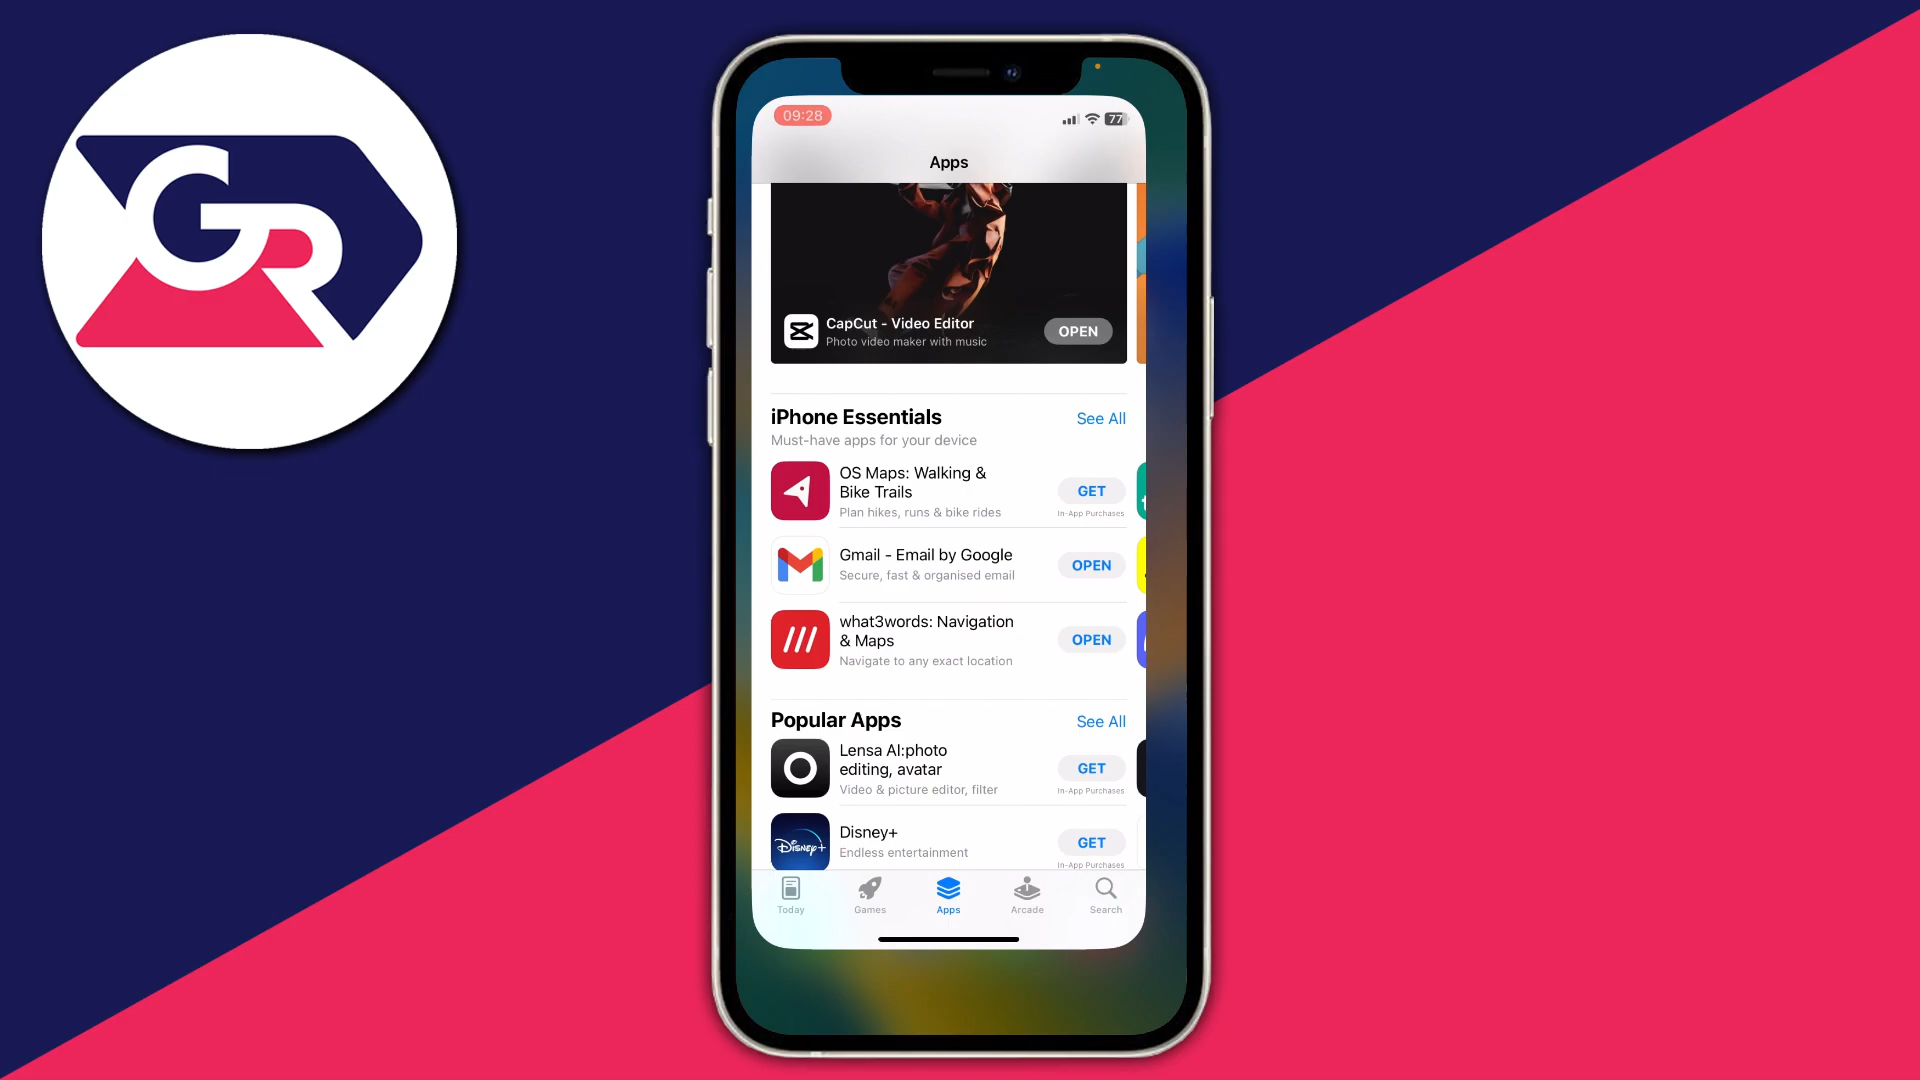 GR
09:28
77
Apps
CapCut - Video Editor
Photo video maker with music
OPEN
iPhone Essentials
See All
Must-have apps for your device
OS Maps: Walking &
Bike Trails
Plan hikes, runs & bike rides
GET
In-App Purchases
Gmail - Email by Google
Secure, fast & organised email
OPEN
what3words: Navigation
& Maps
Navigate to any exact location
OPEN
Popular Apps
See All
Lensa AI:photo
editing, avatar
Video & picture editor, filter
GET
In-App Purchases
Disney+
Disney+
Endless entertainment
GET
In-App Purchases
Today
Games
Apps
Arcade
Search